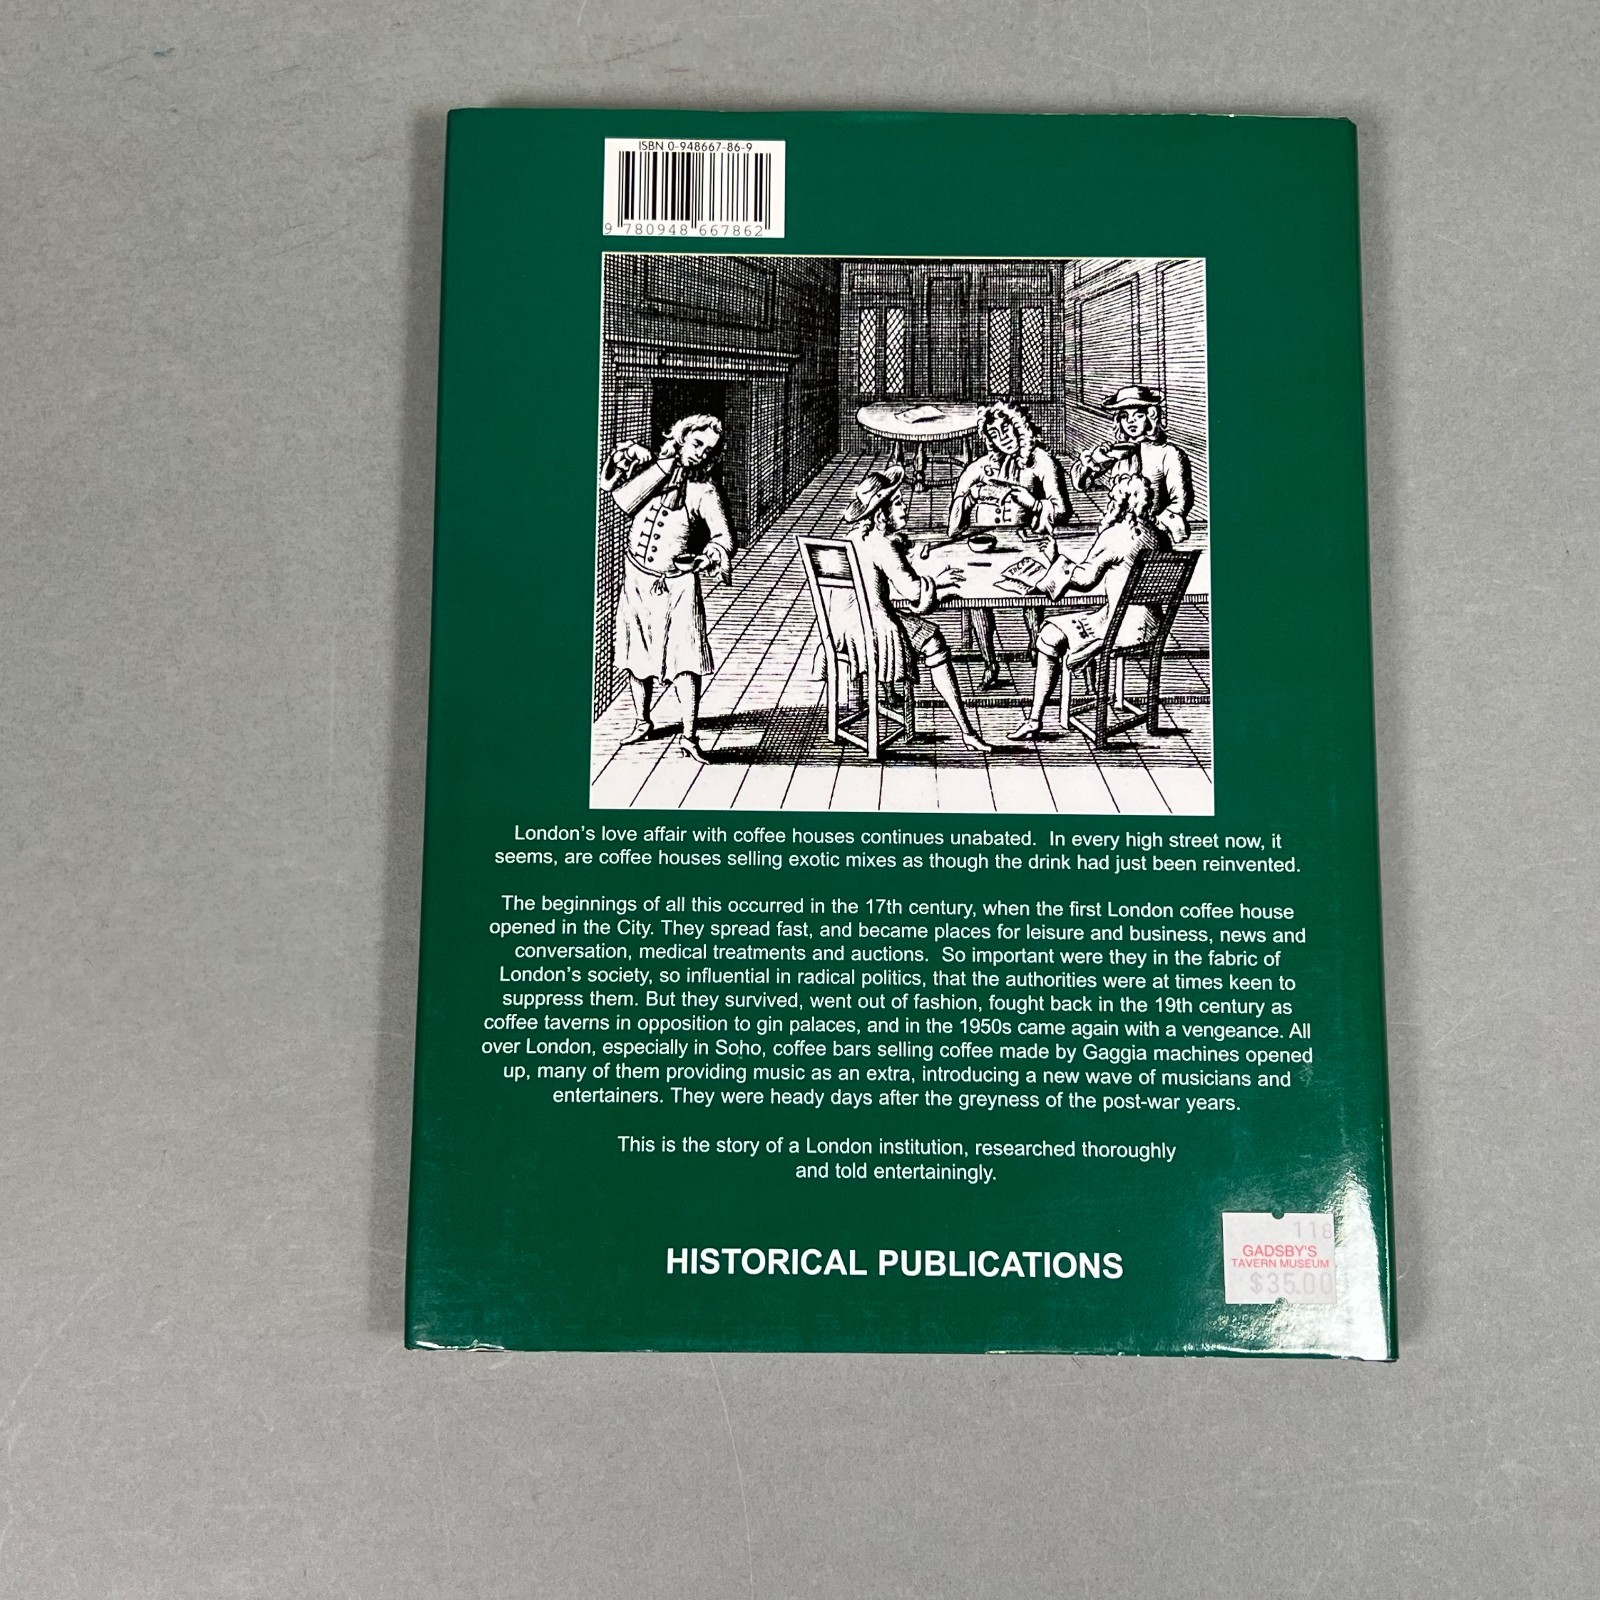 ISBN 0-948667-86-9
9 780948 667862
London's love affair with coffee houses continues unabated. In every high street now, it
seems, are coffee houses selling exotic mixes as though the drink had just been reinvented.
The beginnings of all this occurred in the 17th century, when the first London coffee house
opened in the City. They spread fast, and became places for leisure and business, news and
conversation, medical treatments and auctions. So important were they in the fabric of
London's society, so influential in radical politics, that the authorities were at times keen to
suppress them. But they survived, went out of fashion, fought back in the 19th century as
coffee taverns in opposition to gin palaces, and in the 1950s came again with a vengeance. All
over London, especially in Soho, coffee bars selling coffee made by Gaggia machines opened
up, many of them providing music as an extra, introducing a new wave of musicians and
entertainers. They were heady days after the greyness of the post-war years.
This is the story of a London institution, researched thoroughly
and told entertainingly.
HISTORICAL PUBLICATIONS
118
GADSBY'S
TAVERN MUSEUM
$35.00